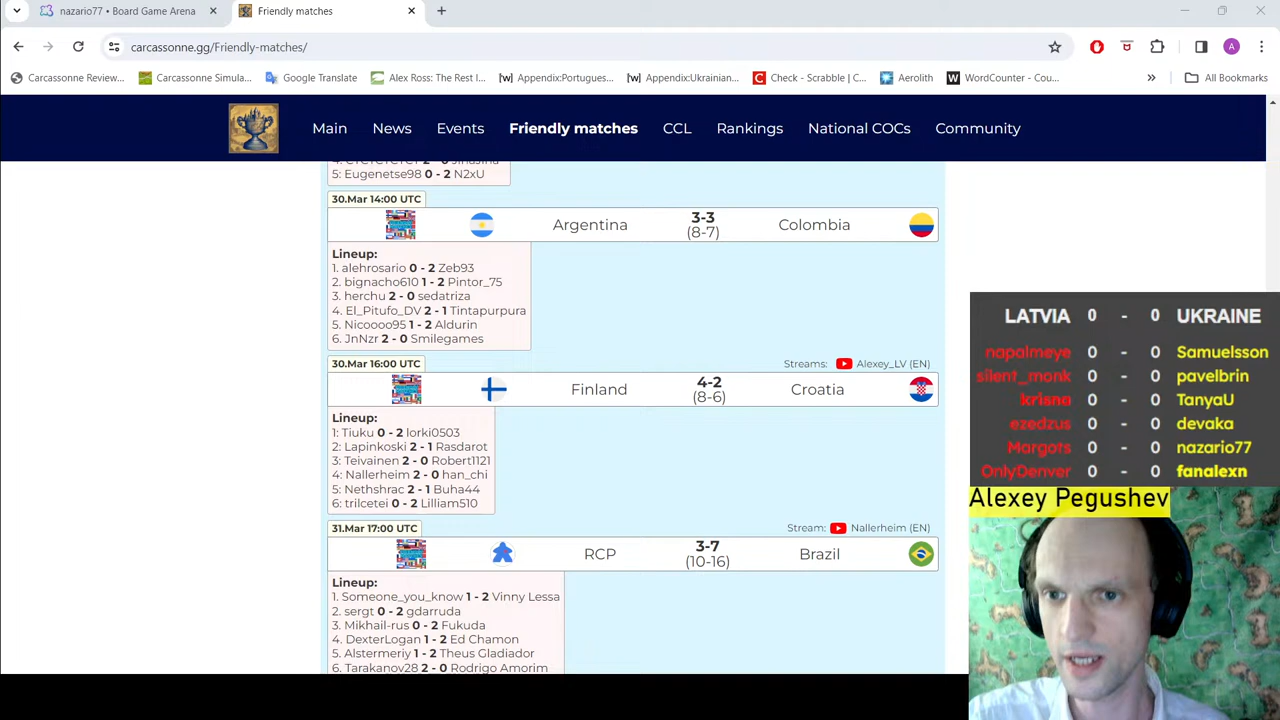 nazario77 • Board Game Arena
Friendly matches
carcassonne.gg/Friendly-matches/
A
Carcassonne Review...
Carcassonne Simula...
Google Translate
Alex Ross: The Rest I...
Appendix:Portugues...
Appendix:Ukrainian...
Check - Scrabble | C...
Aerolith
WordCounter - Cou...
All Bookmarks
Main News Events Friendly matches CCL Rankings National COCs Community
5: Eugenetse98 0 - 2 N2xU
30.Mar 14:00 UTC
Argentina 3-3 Colombia
(8-7)
Lineup:
1. alehrosario 0 - 2 Zeb93
2. bignacho610 1 - 2 Pintor_75
3. herchu 2 - 0 sedatriza
4. El_Pitufo_DV 2 - 1 Tintapurpura
5. Nicoooo95 1 - 2 Aldurin
6. JnNzr 2 - 0 Smilegames
30.Mar 16:00 UTC
Streams: Alexey_LV (EN)
Finland 4-2 Croatia
(8-6)
Lineup:
1: Tiuku 0 - 2 lorki0503
2: Lapinkoski 2 - 1 Rasdarot
3: Teivainen 2 - 0 Robert1121
4: Nallerheim 2 - 0 han_chi
5: Nethshrac 2 - 1 Buha44
6: trilcetei 0 - 2 Lilliam510
31.Mar 17:00 UTC
Stream: Nallerheim (EN)
RCP 3-7 Brazil
(10-16)
Lineup:
1. Someone_you_know 1 - 2 Vinny Lessa
2. sergt 0 - 2 gdarruda
3. Mikhail-rus 0 - 2 Fukuda
4. DexterLogan 1 - 2 Ed Chamon
5. Alstermeriy 1 - 2 Theus Gladiador
6. Tarakanov28 2 - 0 Rodrigo Amorim
LATVIA 0 - 0 UKRAINE
napalmeye 0 - 0 Samuelsson
silent_monk 0 - 0 pavelbrin
krisna 0 - 0 TanyaU
ezedzus 0 - 0 devaka
Margots 0 - 0 nazario77
OnlyDenver 0 - 0 fanalexn
Alexey Pegushev